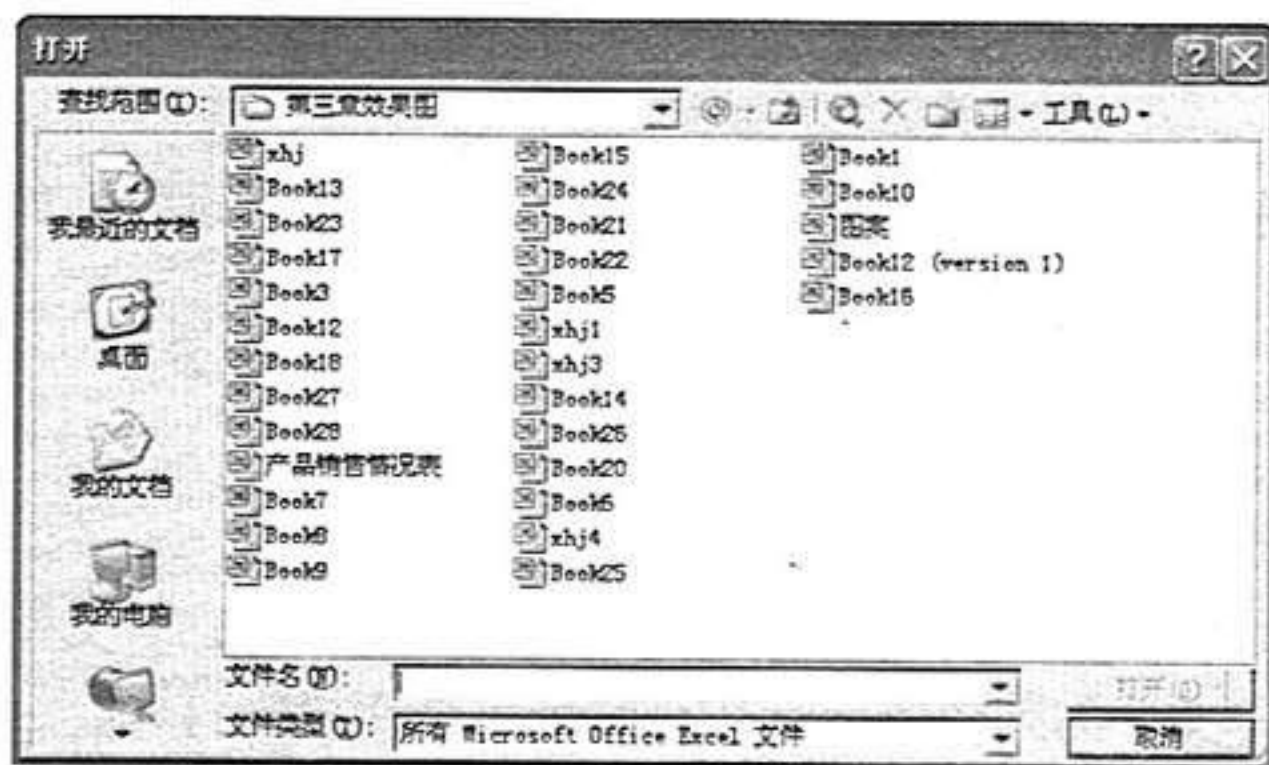 打开
查找范围(I): 第三章效果图 工具(L)
xhj
Book13
Book23
Book17
Book3
Book12
Book18
Book27
Book28
产品销售情况表
Book7
Book8
Book9
Book15
Book24
Book21
Book22
Book5
xhj1
xhj3
Book14
Book26
Book20
Book6
xhj4
Book25
Book1
Book10
图案
Book12 (version 1)
Book16
我最近的文档
桌面
我的文档
我的电脑
文件名(N):
打开(O)
文件类型(T): 所有 Microsoft Office Excel 文件
取消